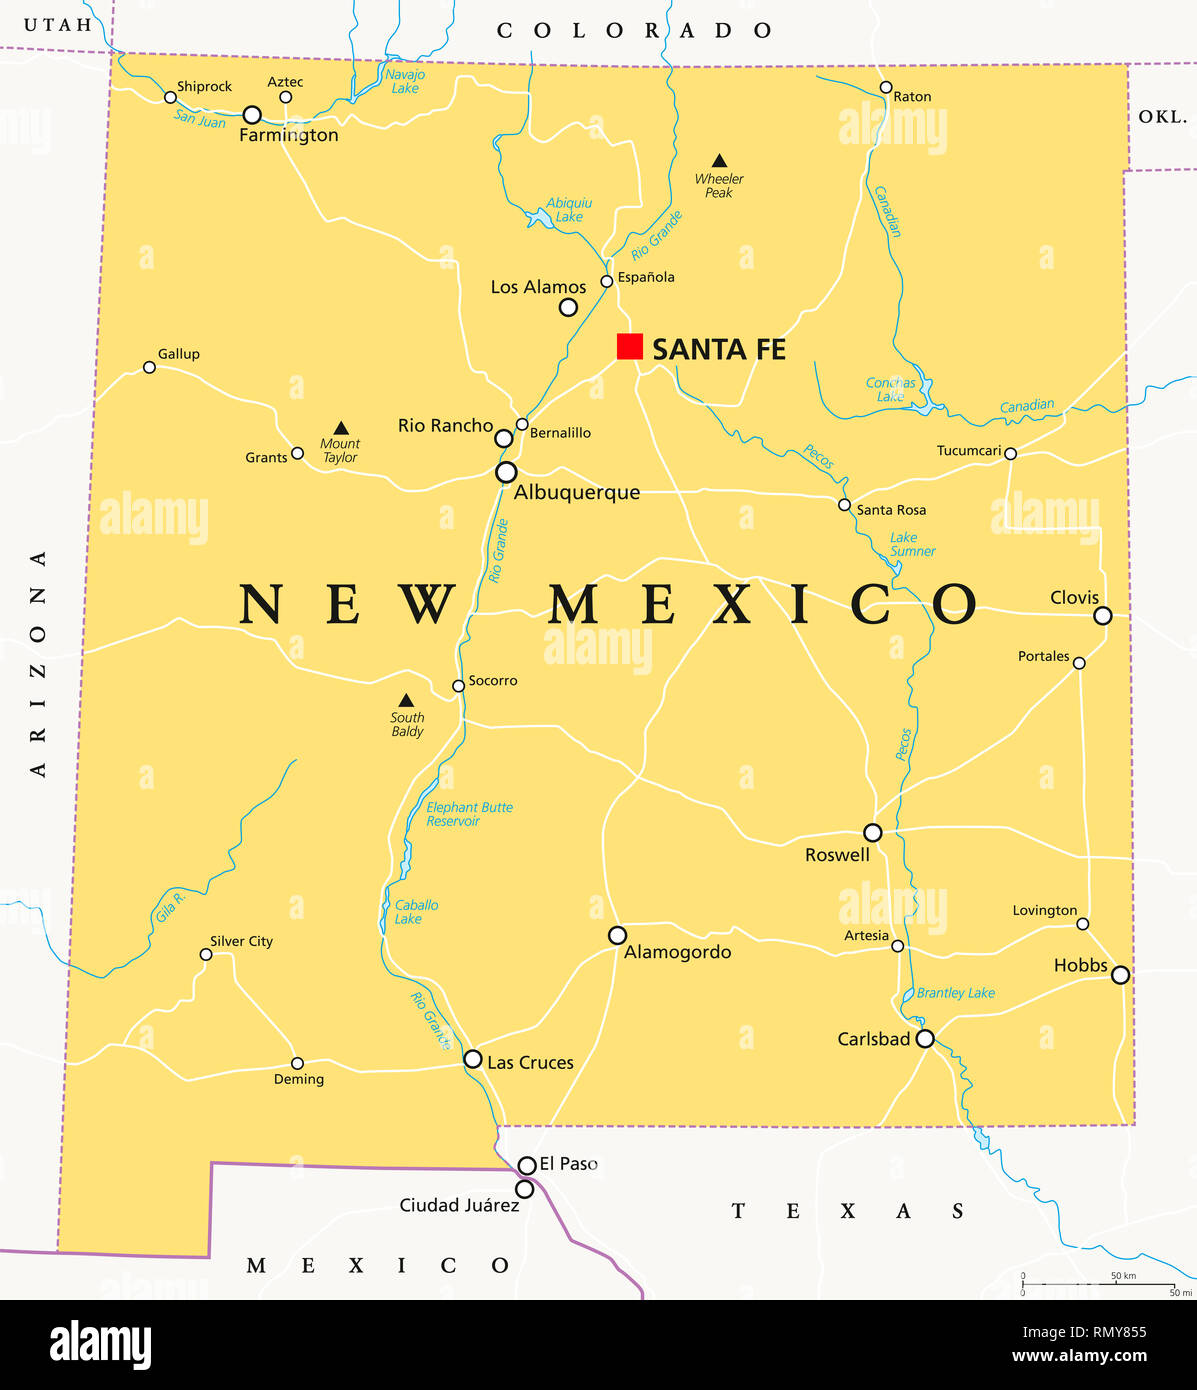 UTAH
COLORADO
OKL.
Navajo
Lake
Shiprock
Aztec
San Juan
Farmington
Raton
Wheeler
Peak
Canadian
Abiquiu
Lake
Rio Grande
Española
Los Alamos
SANTA FE
Gallup
Conchas
Lake
Canadian
Rio Rancho
Bernalillo
Mount
Taylor
Grants
Pecos
Tucumcari
Albuquerque
Santa Rosa
Rio Grande
Lake
Sumner
ARIZONA
NEW MEXICO
Clovis
Portales
Socorro
South
Baldy
Pecos
Elephant Butte
Reservoir
Roswell
Gila R.
Caballo
Lake
Lovington
Silver City
Artesia
Alamogordo
Hobbs
Brantley Lake
Rio Grande
Carlsbad
Las Cruces
Deming
El Paso
Ciudad Juárez
TEXAS
MEXICO
0 50 km
0 50 mi
a
alamy
alamy
Image ID: RMY855
www.alamy.com